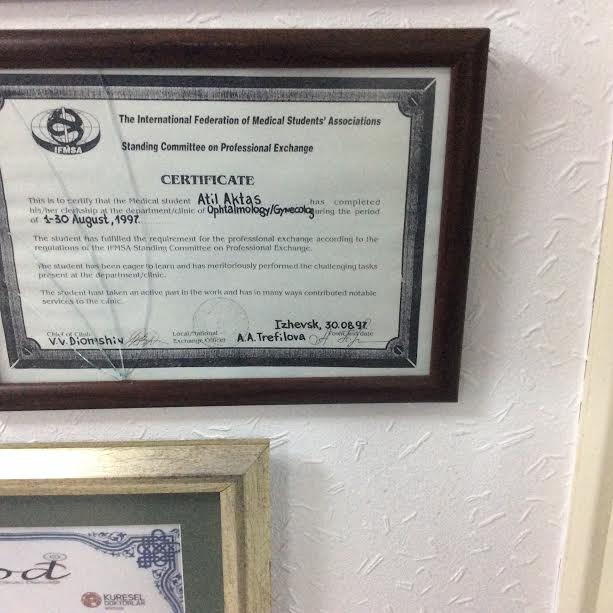 The International Federation of Medical Students' Associations
IFMSA
Standing Committee on Professional Exchange
CERTIFICATE
This is to certify that the Medical student Atil Aktas has completed
his/her clerkship at the department/clinic of Ophtalmology/Gynecolog during the period
of 1-30 August, 1997.
The student has fulfilled the requirement for the professional exchange according to the
regulations of the IFMSA Standing Committee on Professional Exchange.
The student has been eager to learn and has meritoriously performed the challenging tasks
present at the department/clinic.
The student hast taken an active part in the work and has in many ways contributed notable
services to the clinic.
Izhevsk, 30.08.97
Chief of Clinic Local/National Town and date
V.V. Exchange Officer A.A.Trefilova
KURESEL
DOKTORLAR